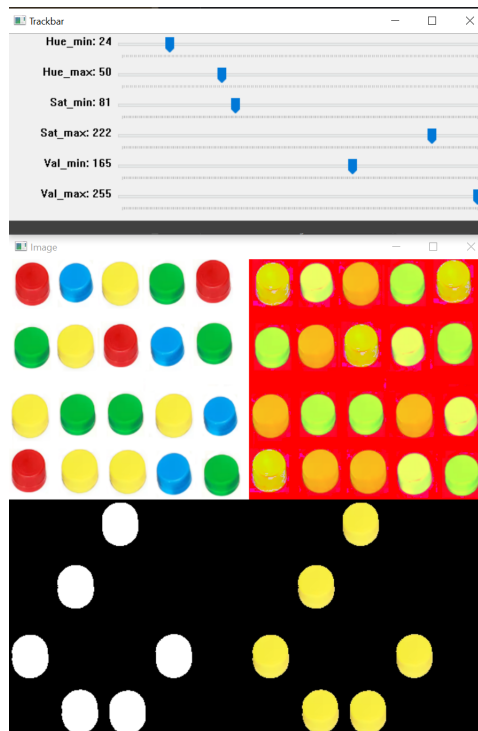 Trackbar
Hue_min: 24
Hue_max: 50
Sat_min: 81
Sat_max: 222
Val_min: 165
Val_max: 255
Image